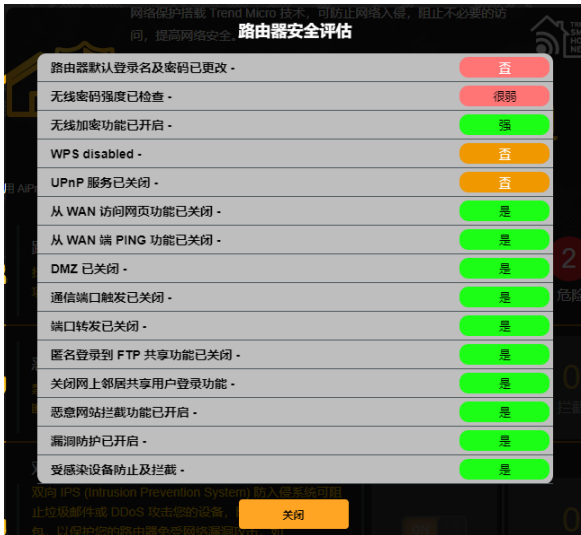 网络保护搭载 Trend Micro 技术，可防止网络入侵，阻止不必要的访
问，提高网络安全。
路由器安全评估
路由器默认登录名及密码已更改 - 否
无线密码强度已检查 - 很弱
无线加密功能已开启 - 强
WPS disabled - 否
UPnP 服务已关闭 - 否
从 WAN 访问网页功能已关闭 - 是
从 WAN 端 PING 功能已关闭 - 是
DMZ 已关闭 - 是
2
通信端口触发已关闭 - 是
危险
端口转发已关闭 - 是
匿名登录到 FTP 共享功能已关闭 - 是
关闭网上邻居共享用户登录功能 - 是
0
恶意网站拦截功能已开启 - 是
漏洞防护已开启 - 是
受感染设备防止及拦截 - 是
双向 IPS (Intrusion Prevention System) 防入侵系统可阻
止垃圾邮件或 DDoS 攻击您的设备，
关闭
0